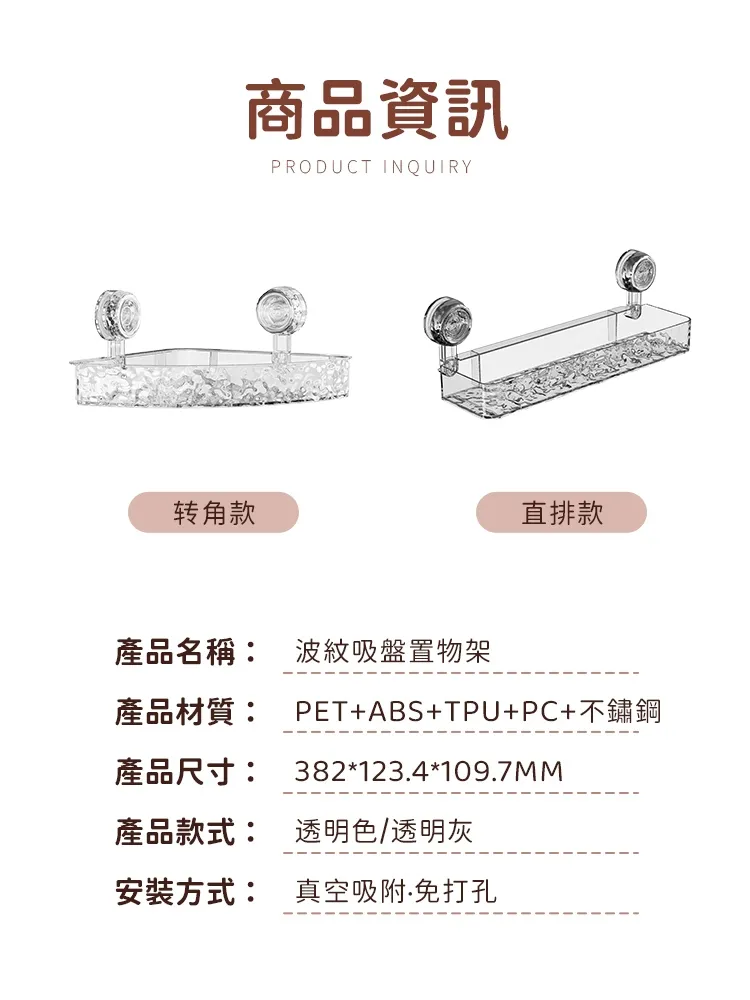 商品資訊
PRODUCT INQUIRY
转角款
直排款
產品名稱： 波紋吸盤置物架
產品材質： PET+ABS+TPU+PC+不鏽鋼
產品尺寸： 382*123.4*109.7MM
產品款式： 透明色/透明灰
安裝方式： 真空吸附·免打孔